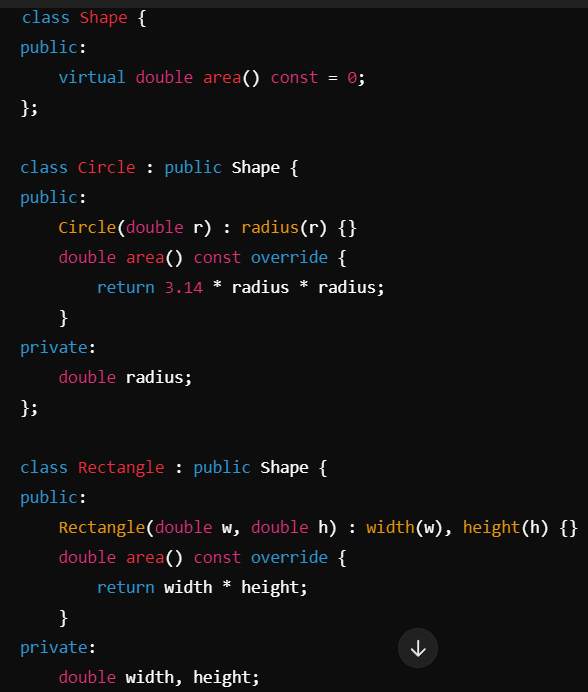 class Shape {
public:
    virtual double area() const = 0;
};

class Circle : public Shape {
public:
    Circle(double r) : radius(r) {}
    double area() const override {
        return 3.14 * radius * radius;
    }
private:
    double radius;
};

class Rectangle : public Shape {
public:
    Rectangle(double w, double h) : width(w), height(h) {}
    double area() const override {
        return width * height;
    }
private:
    double width, height;